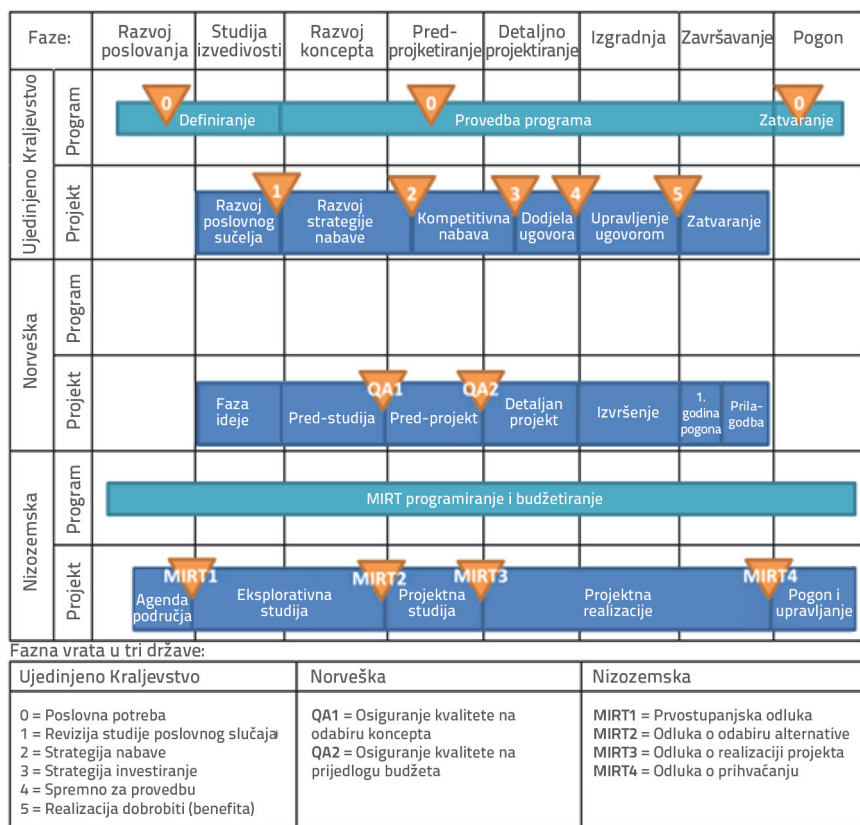 Faze:
Razvoj
poslovanja
Studija
izvedivosti
Razvoj
koncepta
Pred-
projketiranje
Detaljno
projektiranje
Izgradnja
Završavanje
Pogon
Ujedinjeno Kraljevstvo
Program
0
0
0
Definiranje
Provedba programa
Zatvaranje
Projekt
1
2
3
4
5
Razvoj
poslovnog
sučelja
Razvoj
strategije
nabave
Kompetitivna
nabava
Dodjela
ugovora
Upravljenje
ugovorom
Zatvaranje
Norveška
Program
Projekt
QA1
QA2
Faza
ideje
Pred-studija
Pred-projekt
Detaljan
projekt
Izvršenje
1.
godina
pogona
Prila-
godba
Nizozemska
Program
MIRT programiranje i budžetiranje
Projekt
MIRT1
MIRT2
MIRT3
MIRT4
Agenda
područja
Eksplorativna
studija
Projektna
studija
Projektna
realizacije
Pogon i
upravljanje
Fazna vrata u tri države:
Ujedinjeno Kraljevstvo
0 = Poslovna potreba
1 = Revizija studije poslovnog slučaja
2 = Strategija nabave
3 = Strategija investiranje
4 = Spremno za provedbu
5 = Realizacija dobrobiti (benefita)
Norveška
QA1 = Osiguranje kvalitete na
odabiru koncepta
QA2 = Osiguranje kvalitete na
prijedlogu budžeta
Nizozemska
MIRT1 = Prvostupanjska odluka
MIRT2 = Odluka o odabiru alternative
MIRT3 = Odluka o realizaciji projekta
MIRT4 = Odluka o prihvaćanju